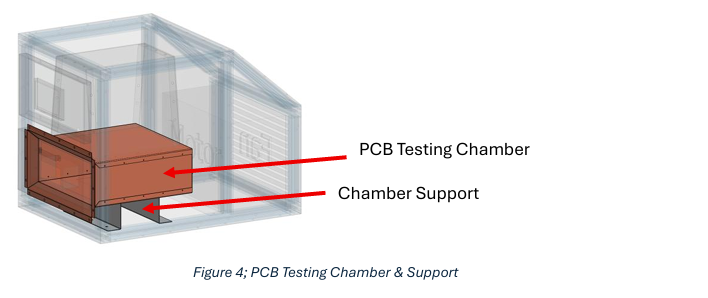 PCB Testing Chamber
Chamber Support
Figure 4; PCB Testing Chamber & Support